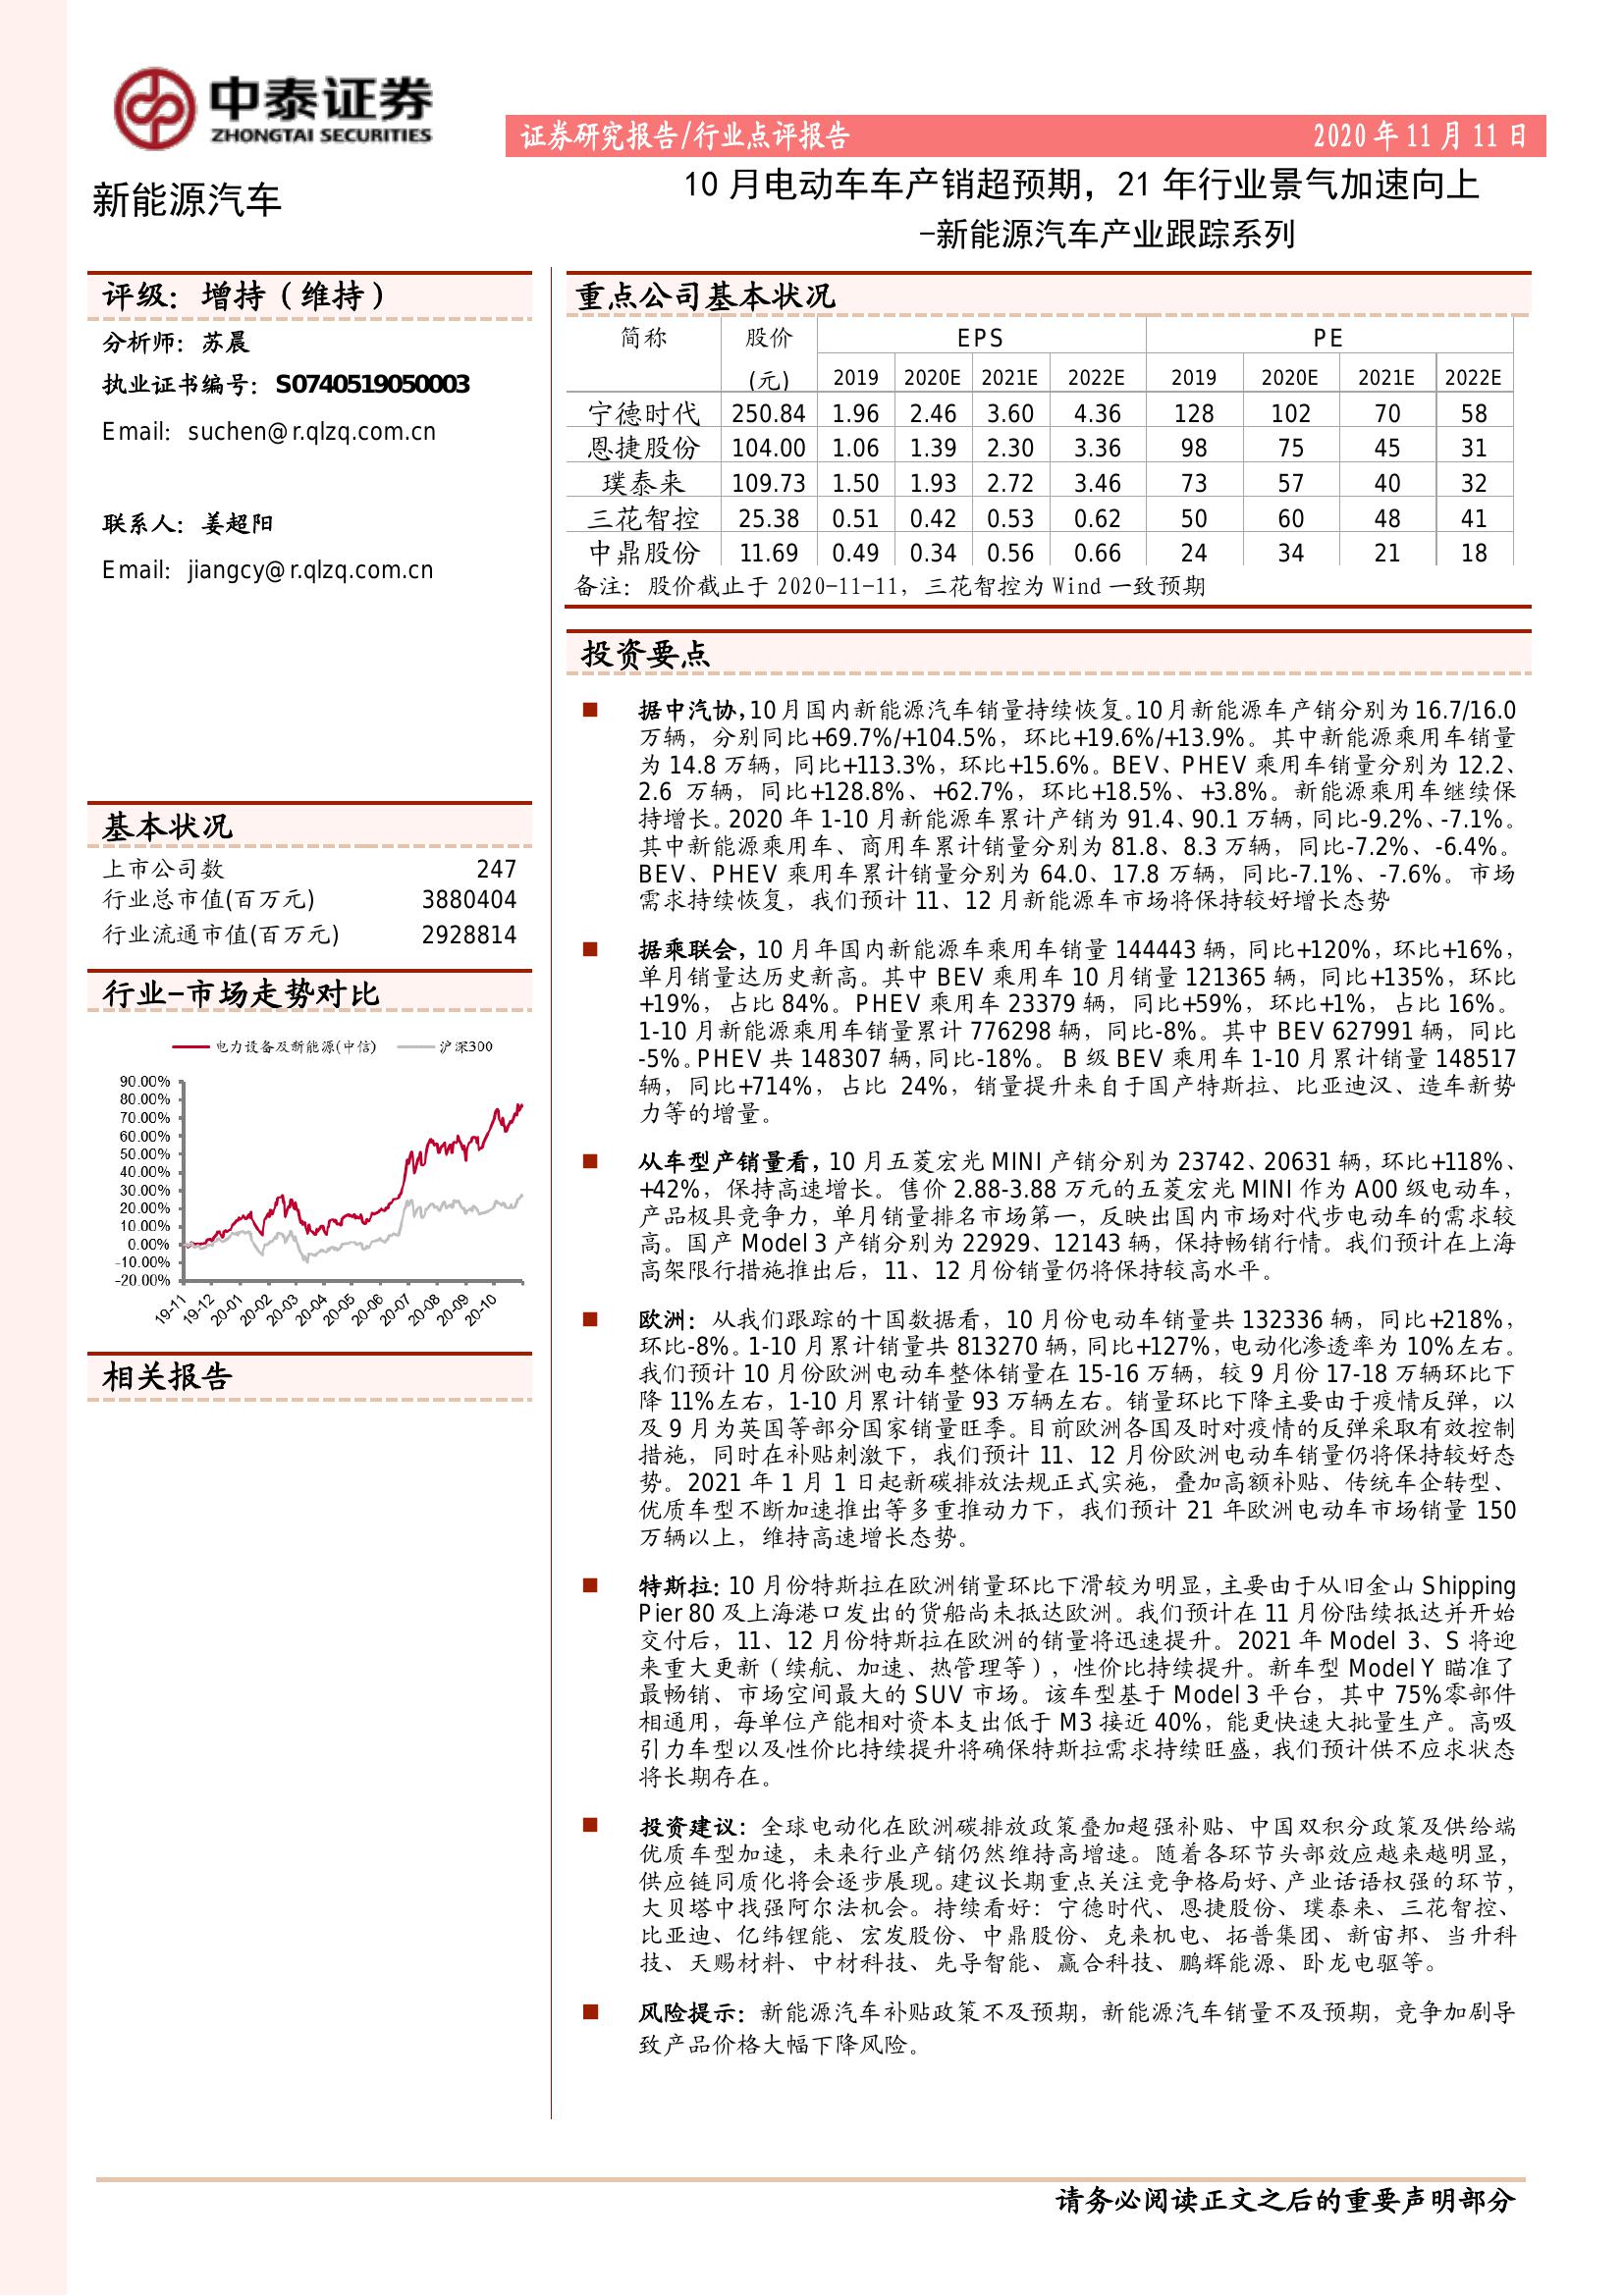 中泰证券
ZHONGTAI SECURITIES
证券研究报告/行业点评报告 2020年11月11日
新能源汽车
10月电动车车产销超预期，21年行业景气加速向上
-新能源汽车产业跟踪系列
评级：增持（维持）
分析师：苏晨
执业证书编号：S0740519050003
Email：suchen@r.qlzq.com.cn
联系人：姜超阳
Email：jiangcy@r.qlzq.com.cn
基本状况
上市公司数 247
行业总市值(百万元) 3880404
行业流通市值(百万元) 2928814
行业-市场走势对比
电力设备及新能源(中信) 沪深300
90.00%
80.00%
70.00%
60.00%
50.00%
40.00%
30.00%
20.00%
10.00%
0.00%
-10.00%
-20.00%
19-11 19-12 20-01 20-02 20-03 20-04 20-05 20-06 20-07 20-08 20-09 20-10
相关报告
重点公司基本状况
简称 股价 EPS PE
(元) 2019 2020E 2021E 2022E 2019 2020E 2021E 2022E
宁德时代 250.84 1.96 2.46 3.60 4.36 128 102 70 58
恩捷股份 104.00 1.06 1.39 2.30 3.36 98 75 45 31
璞泰来 109.73 1.50 1.93 2.72 3.46 73 57 40 32
三花智控 25.38 0.51 0.42 0.53 0.62 50 60 48 41
中鼎股份 11.69 0.49 0.34 0.56 0.66 24 34 21 18
备注：股价截止于2020-11-11，三花智控为Wind一致预期
投资要点
■ 据中汽协，10月国内新能源汽车销量持续恢复。10月新能源车产销分别为16.7/16.0
万辆，分别同比+69.7%/+104.5%，环比+19.6%/+13.9%。其中新能源乘用车销量
为14.8万辆，同比+113.3%，环比+15.6%。BEV、PHEV乘用车销量分别为12.2、
2.6万辆，同比+128.8%、+62.7%，环比+18.5%、+3.8%。新能源乘用车继续保
持增长。2020年1-10月新能源车累计产销为91.4、90.1万辆，同比-9.2%、-7.1%。
其中新能源乘用车、商用车累计销量分别为81.8、8.3万辆，同比-7.2%、-6.4%。
BEV、PHEV乘用车累计销量分别为64.0、17.8万辆，同比-7.1%、-7.6%。市场
需求持续恢复，我们预计11、12月新能源车市场将保持较好增长态势
■ 据乘联会，10月年国内新能源车乘用车销量144443辆，同比+120%，环比+16%，
单月销量达历史新高。其中BEV乘用车10月销量121365辆，同比+135%，环比
+19%，占比84%。PHEV乘用车23379辆，同比+59%，环比+1%，占比16%。
1-10月新能源乘用车销量累计776298辆，同比-8%。其中BEV 627991辆，同比
-5%。PHEV共148307辆，同比-18%。B级BEV乘用车1-10月累计销量148517
辆，同比+714%，占比24%，销量提升来自于国产特斯拉、比亚迪汉、造车新势
力等的增量。
■ 从车型产销量看，10月五菱宏光MINI产销分别为23742、20631辆，环比+118%、
+42%，保持高速增长。售价2.88-3.88万元的五菱宏光MINI作为A00级电动车，
产品极具竞争力，单月销量排名市场第一，反映出国内市场对代步电动车的需求较
高。国产Model 3产销分别为22929、12143辆，保持畅销行情。我们预计在上海
高架限行措施推出后，11、12月份销量仍将保持较高水平。
■ 欧洲：从我们跟踪的十国数据看，10月份电动车销量共132336辆，同比+218%，
环比-8%。1-10月累计销量共813270辆，同比+127%，电动化渗透率为10%左右。
我们预计10月份欧洲电动车整体销量在15-16万辆，较9月份17-18万辆环比下
降11%左右，1-10月累计销量93万辆左右。销量环比下降主要由于疫情反弹，以
及9月为英国等部分国家销量旺季。目前欧洲各国及时对疫情的反弹采取有效控制
措施，同时在补贴刺激下，我们预计11、12月份欧洲电动车销量仍将保持较好态
势。2021年1月1日起新碳排放法规正式实施，叠加高额补贴、传统车企转型、
优质车型不断加速推出等多重推动力下，我们预计21年欧洲电动车市场销量150
万辆以上，维持高速增长态势。
■ 特斯拉：10月份特斯拉在欧洲销量环比下滑较为明显，主要由于从旧金山Shipping
Pier 80及上海港口发出的货船尚未抵达欧洲。我们预计在11月份陆续抵达并开始
交付后，11、12月份特斯拉在欧洲的销量将迅速提升。2021年Model 3、S将迎
来重大更新（续航、加速、热管理等），性价比持续提升。新车型Model Y瞄准了
最畅销、市场空间最大的SUV市场。该车型基于Model 3平台，其中75%零部件
相通用，每单位产能相对资本支出低于M3接近40%，能更快速大批量生产。高吸
引力车型以及性价比持续提升将确保特斯拉需求持续旺盛，我们预计供不应求状态
将长期存在。
■ 投资建议：全球电动化在欧洲碳排放政策叠加超强补贴、中国双积分政策及供给端
优质车型加速，未来行业产销仍然维持高增速。随着各环节头部效应越来越明显，
供应链同质化将会逐步展现。建议长期重点关注竞争格局好、产业话语权强的环节，
大贝塔中找强阿尔法机会。持续看好：宁德时代、恩捷股份、璞泰来、三花智控、
比亚迪、亿纬锂能、宏发股份、中鼎股份、克来机电、拓普集团、新宙邦、当升科
技、天赐材料、中材科技、先导智能、赢合科技、鹏辉能源、卧龙电驱等。
■ 风险提示：新能源汽车补贴政策不及预期，新能源汽车销量不及预期，竞争加剧导
致产品价格大幅下降风险。
请务必阅读正文之后的重要声明部分